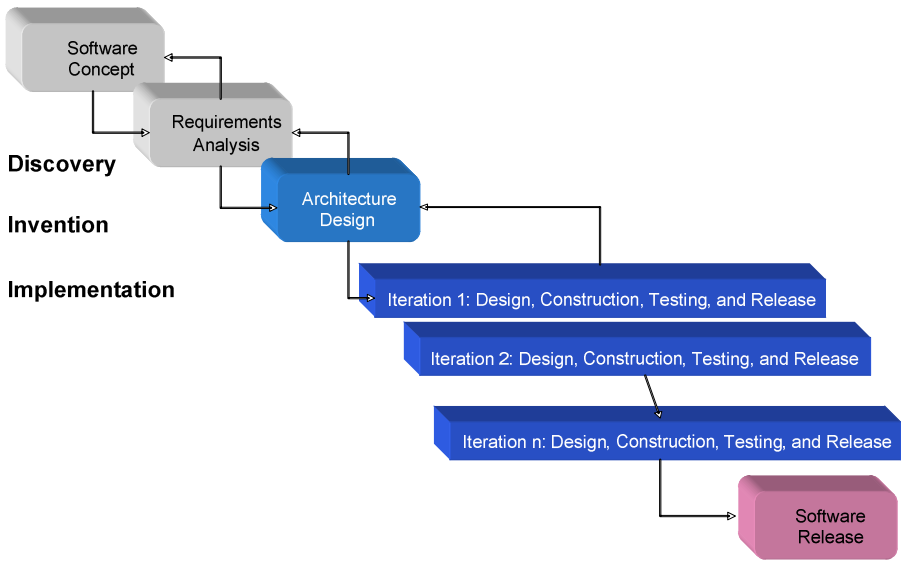 Software
Concept
Requirements
Analysis
Discovery
Architecture
Design
Invention
Implementation
Iteration 1: Design, Construction, Testing, and Release
Iteration 2: Design, Construction, Testing, and Release
Iteration n: Design, Construction, Testing, and Release
Software
Release